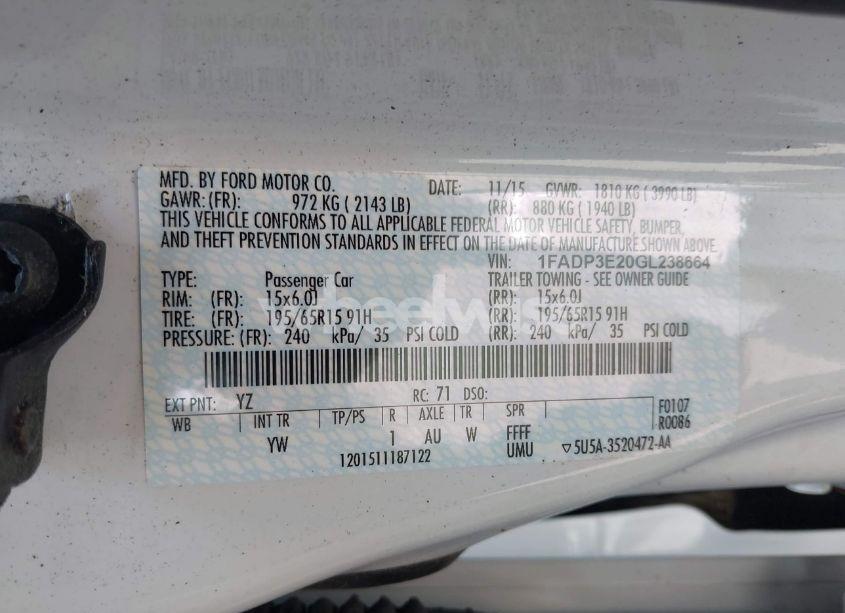 MFD. BY FORD MOTOR CO. DATE: 11/15 GVWR: 1810 KG ( 3990 LB)
GAWR: (FR): 972 KG ( 2143 LB) (RR): 880 KG ( 1940 LB)
THIS VEHICLE CONFORMS TO ALL APPLICABLE FEDERAL MOTOR VEHICLE SAFETY, BUMPER,
AND THEFT PREVENTION STANDARDS IN EFFECT ON THE DATE OF MANUFACTURE SHOWN ABOVE.
VIN: 1FADP3E20GL238664
TYPE: Passenger Car TRAILER TOWING - SEE OWNER GUIDE
RIM: (FR): 15x6.0J (RR): 15x6.0J
TIRE: (FR): 195/65R15 91H (RR): 195/65R15 91H
PRESSURE: (FR): 240 kPa/ 35 PSI COLD (RR): 240 kPa/ 35 PSI COLD
EXT PNT: YZ RC: 71 DSO:
WB INT TR TP/PS R AXLE TR SPR F0107
R0086
YW 1 AU W FFFF
UMU ▽5U5A-3520472-AA
1201511187122